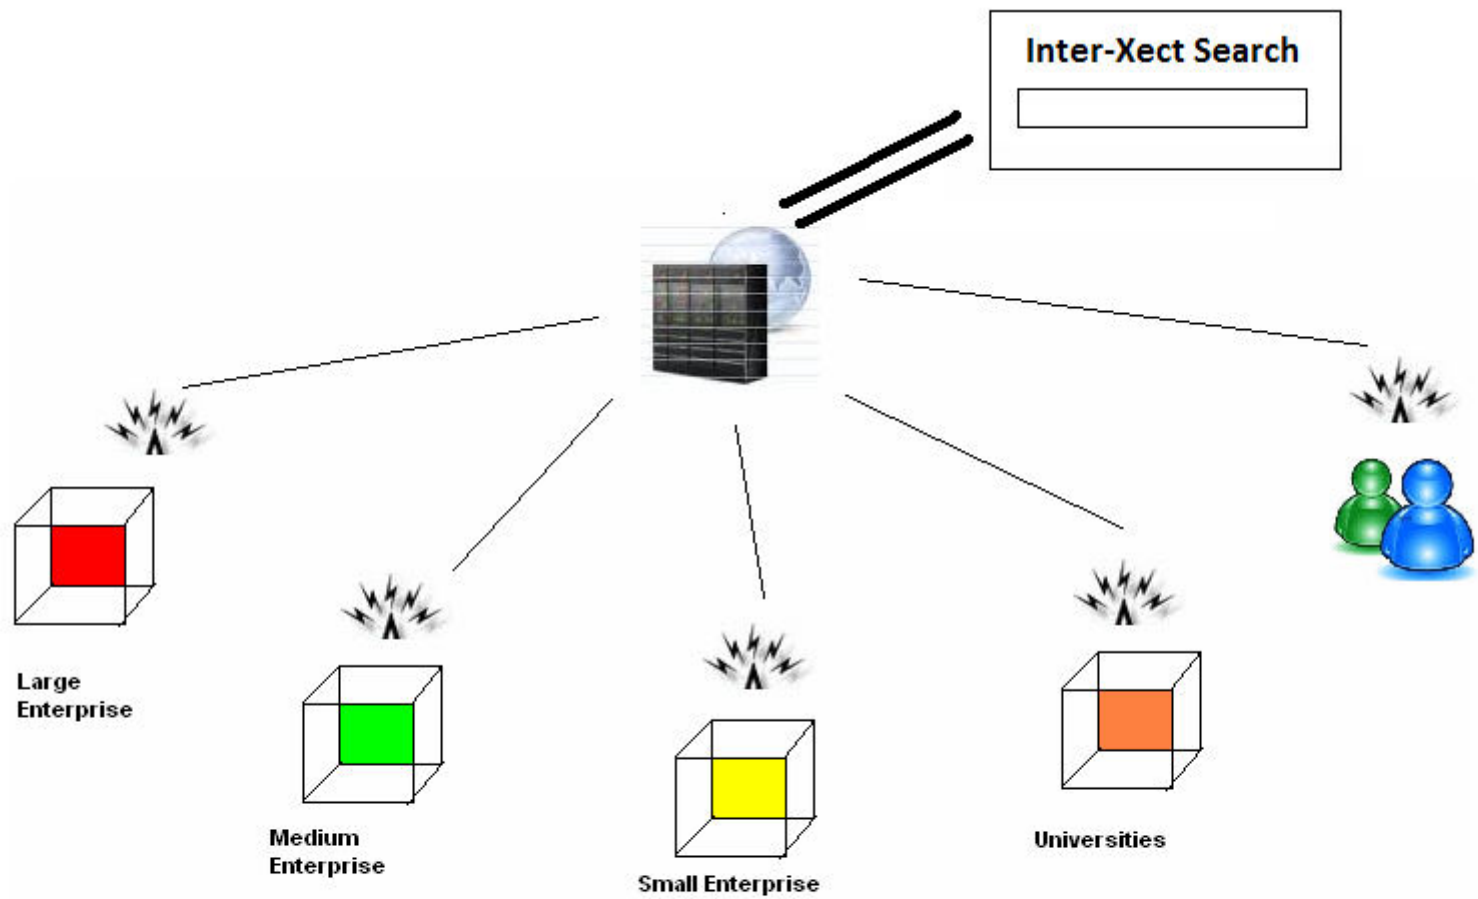 Inter-Xect Search
Large
Enterprise
Medium
Enterprise
Small Enterprise
Universities